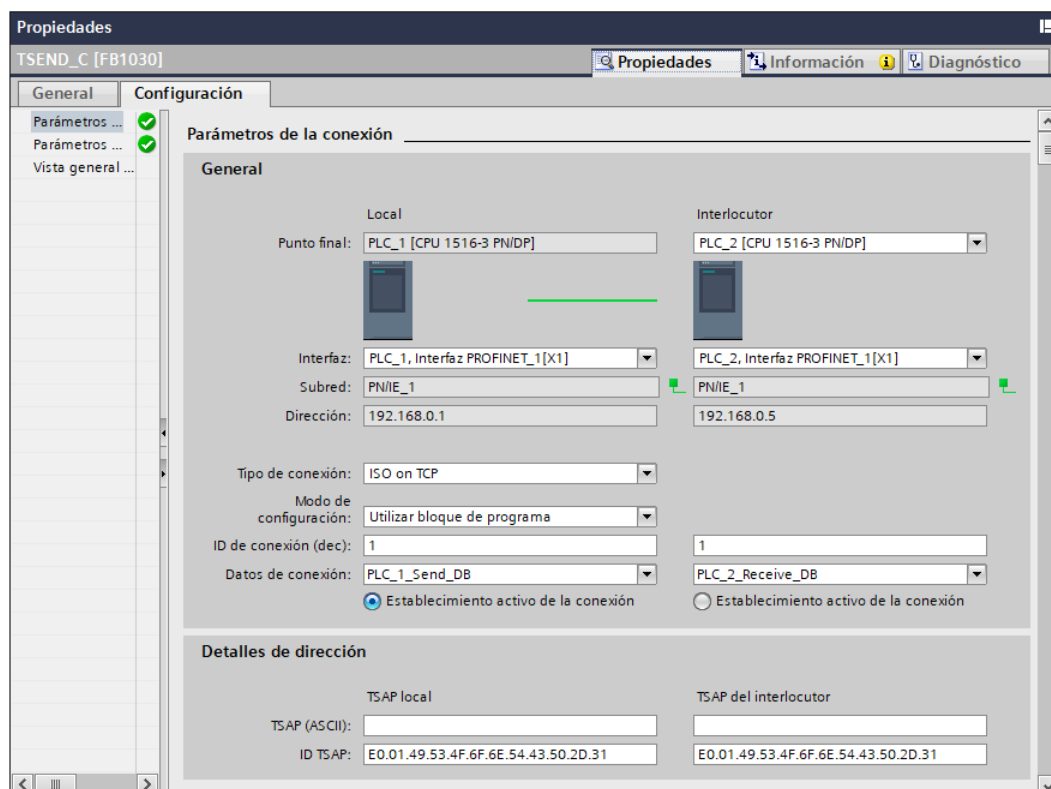 Propiedades
TSEND_C [FB1030]
Propiedades Información Diagnóstico
General Configuración
Parámetros ...
Parámetros ...
Vista general ...
Parámetros de la conexión
General
Local Interlocutor
Punto final: PLC_1 [CPU 1516-3 PN/DP] PLC_2 [CPU 1516-3 PN/DP]
Interfaz: PLC_1, Interfaz PROFINET_1[X1] PLC_2, Interfaz PROFINET_1[X1]
Subred: PN/IE_1 PN/IE_1
Dirección: 192.168.0.1 192.168.0.5
Tipo de conexión: ISO on TCP
Modo de
configuración: Utilizar bloque de programa
ID de conexión (dec): 1 1
Datos de conexión: PLC_1_Send_DB PLC_2_Receive_DB
Establecimiento activo de la conexión Establecimiento activo de la conexión
Detalles de dirección
TSAP local TSAP del interlocutor
TSAP (ASCII):
ID TSAP: E0.01.49.53.4F.6F.6E.54.43.50.2D.31 E0.01.49.53.4F.6F.6E.54.43.50.2D.31